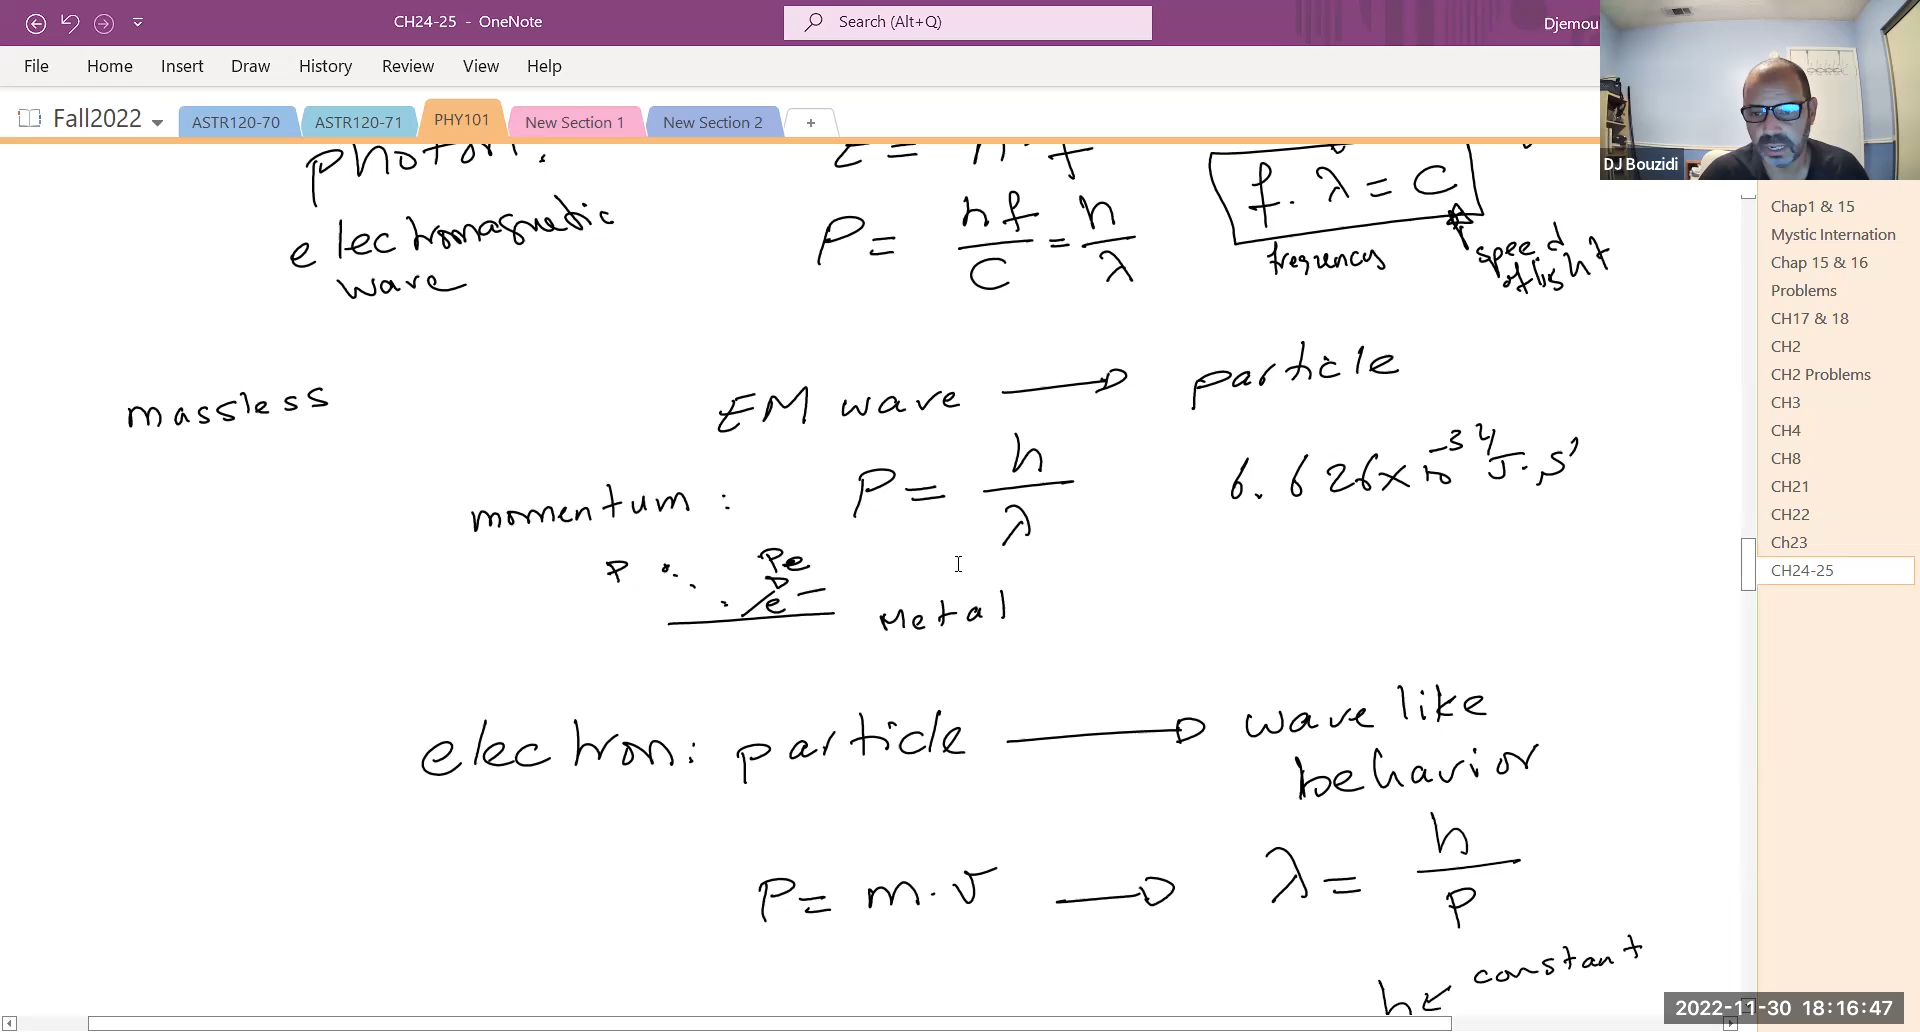 CH24-25 - OneNote
Search (Alt+Q)
Djemou
File Home Insert Draw History Review View Help
Fall2022
ASTR120-70
ASTR120-71
PHY101
New Section 1
New Section 2
+
DJ Bouzidi
photon:
E = h·f
f·λ = C
electromagnetic
wave
P = hf/C = h/λ
frequency
speed
of light
massless
EM wave → particle
momentum : P = h/λ
6.626×10⁻³⁴ J·s
P
Pe
e⁻
Metal
electron: particle → wave like
behavior
P = m·v → λ = h/P
h ← constant
Chap1 & 15
Mystic Internation
Chap 15 & 16
Problems
CH17 & 18
CH2
CH2 Problems
CH3
CH4
CH8
CH21
CH22
Ch23
CH24-25
2022-11-30 18:16:47